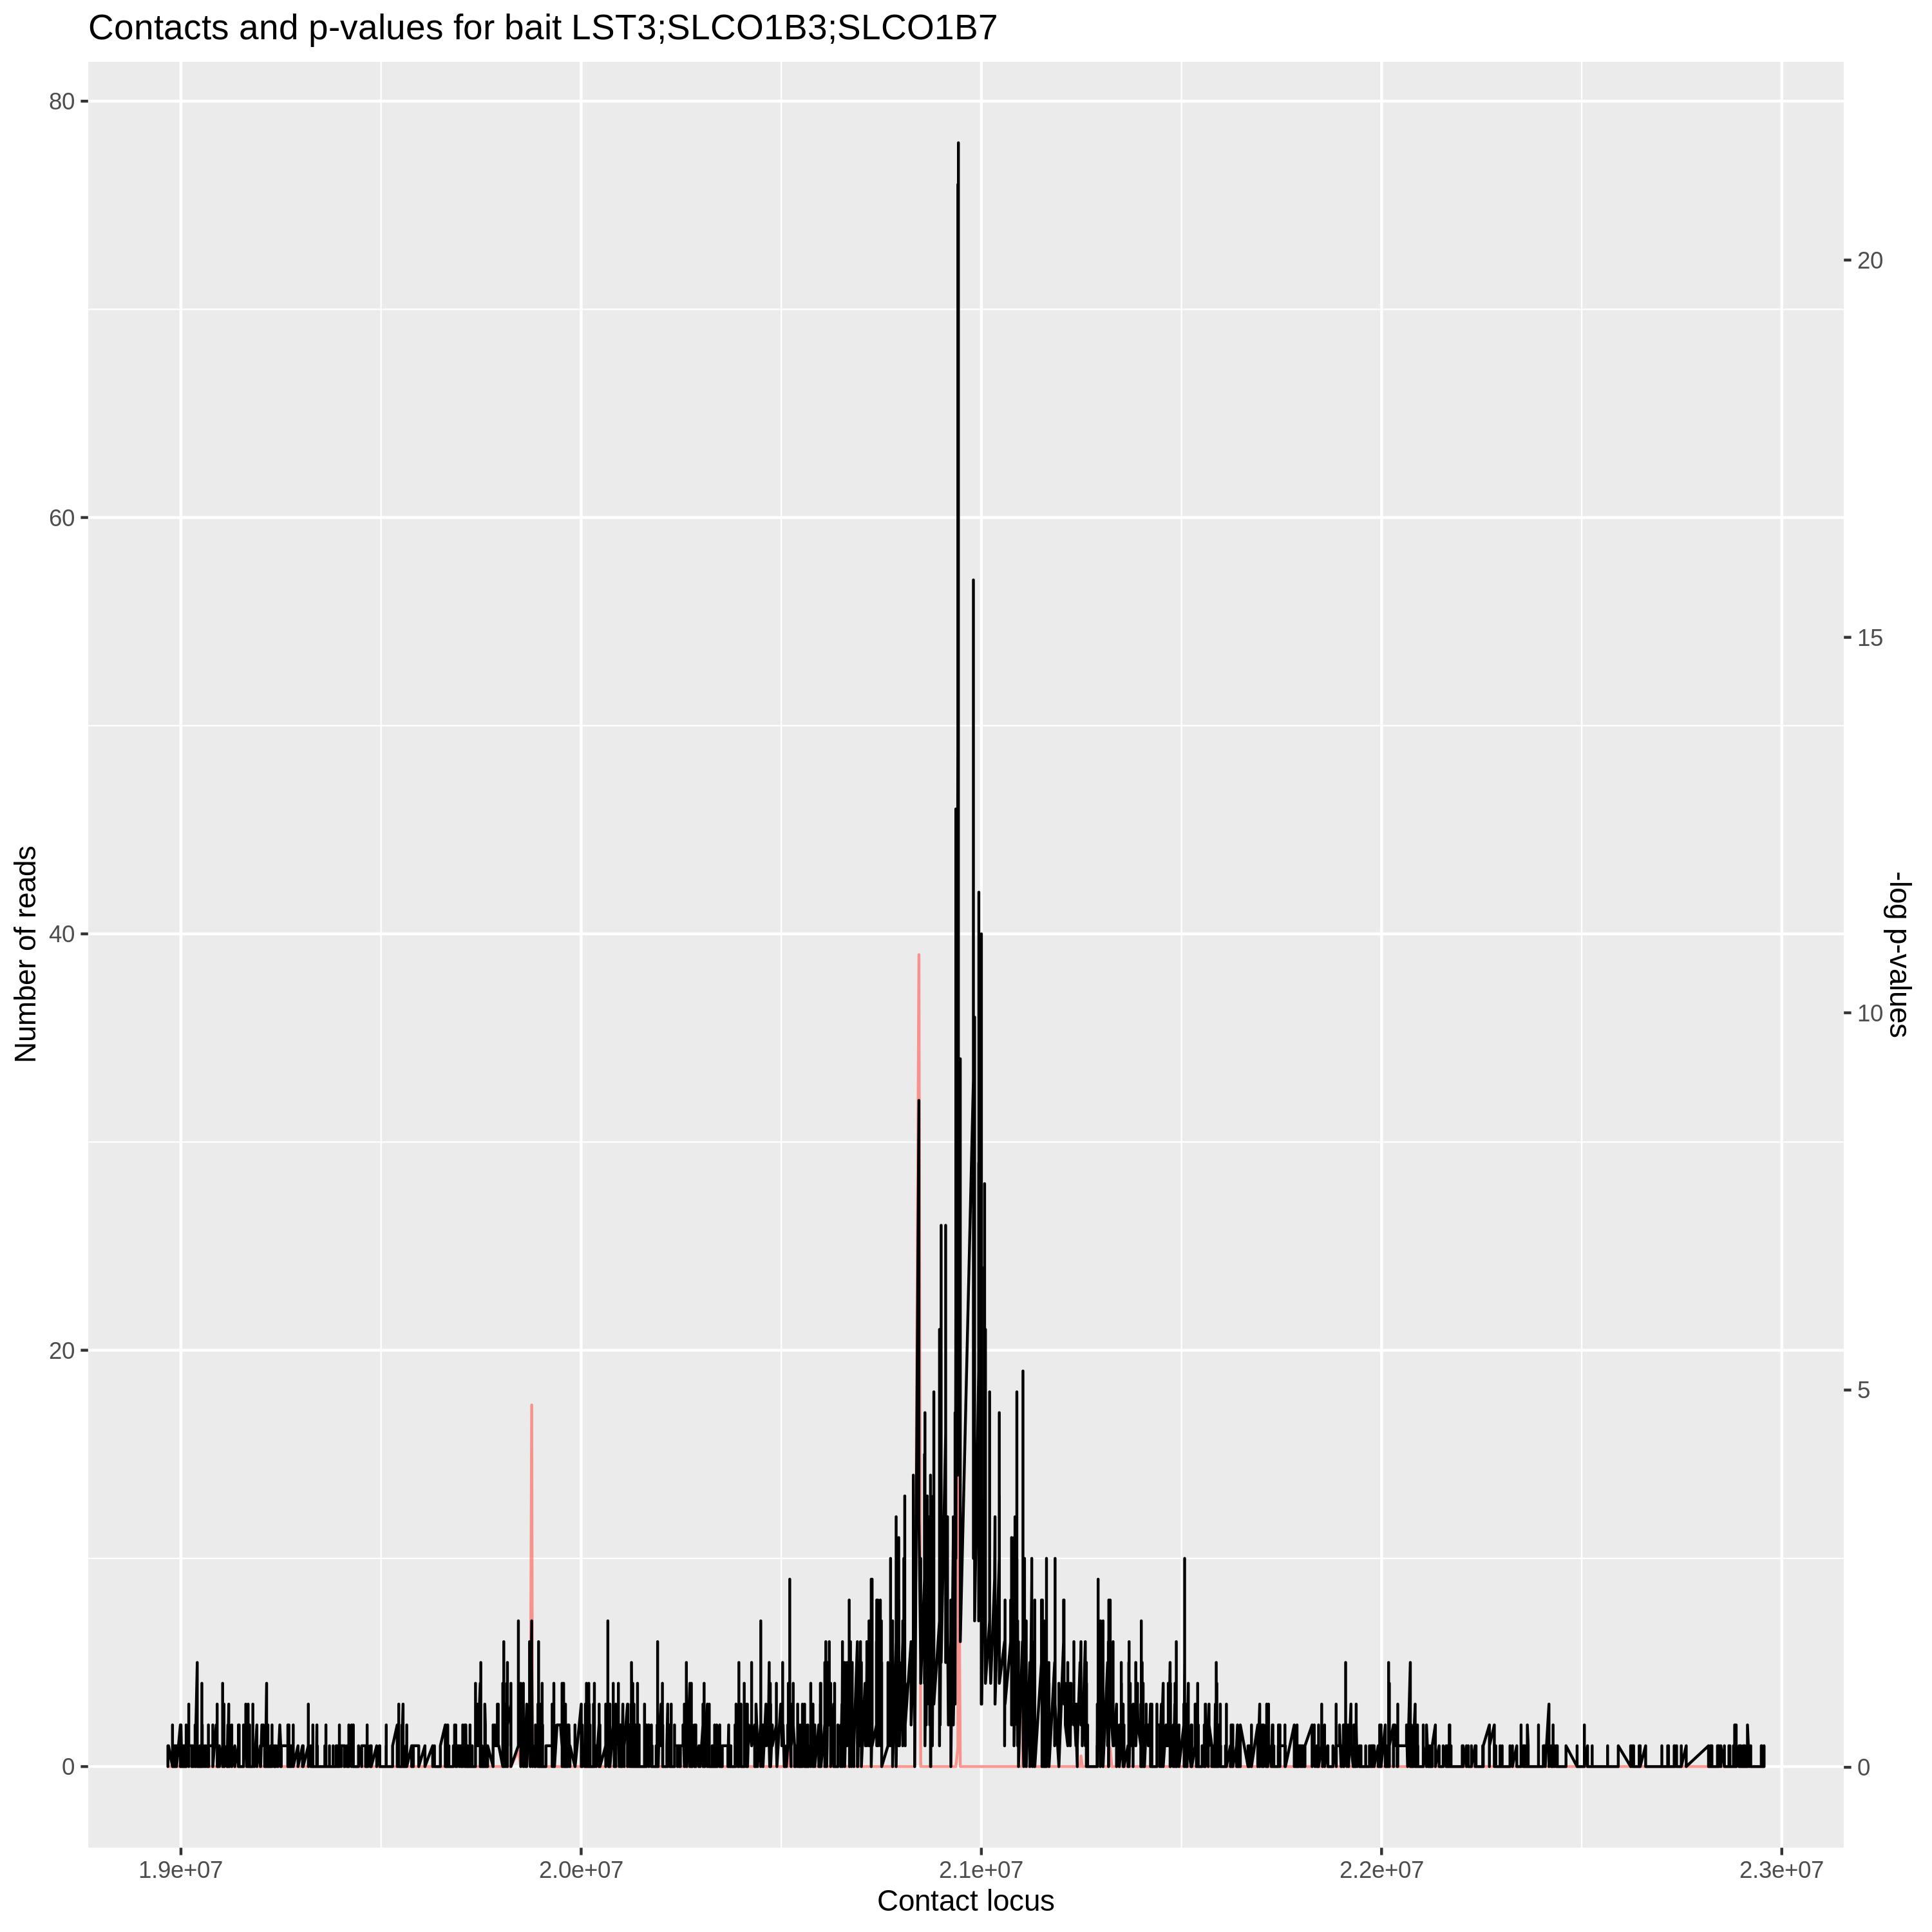 Contacts and p-values for bait LST3;SLCO1B3;SLCO1B7
80
60
40
20
0
Number of reads
20
15
10
5
0
-log p-values
1.9e+07 2.0e+07 2.1e+07 2.2e+07 2.3e+07
Contact locus